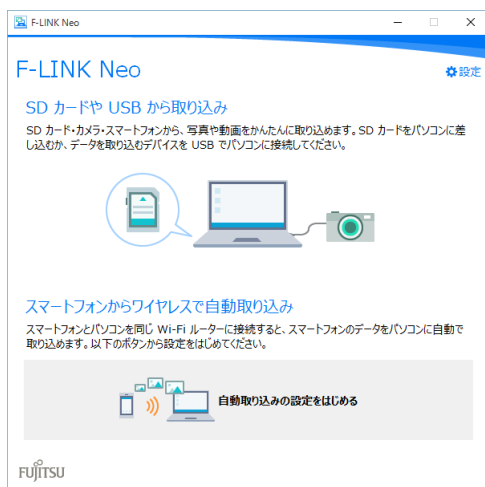 F-LINK Neo
F-LINK Neo
設定
SD カードや USB から取り込み
SD カード・カメラ・スマートフォンから、写真や動画をかんたんに取り込めます。SD カードをパソコンに差
し込むか、データを取り込むデバイスを USB でパソコンに接続してください。
スマートフォンからワイヤレスで自動取り込み
スマートフォンとパソコンを同じ Wi-Fi ルーターに接続すると、スマートフォンのデータをパソコンに自動で
取り込めます。以下のボタンから設定をはじめてください。
自動取り込みの設定をはじめる
FUJITSU